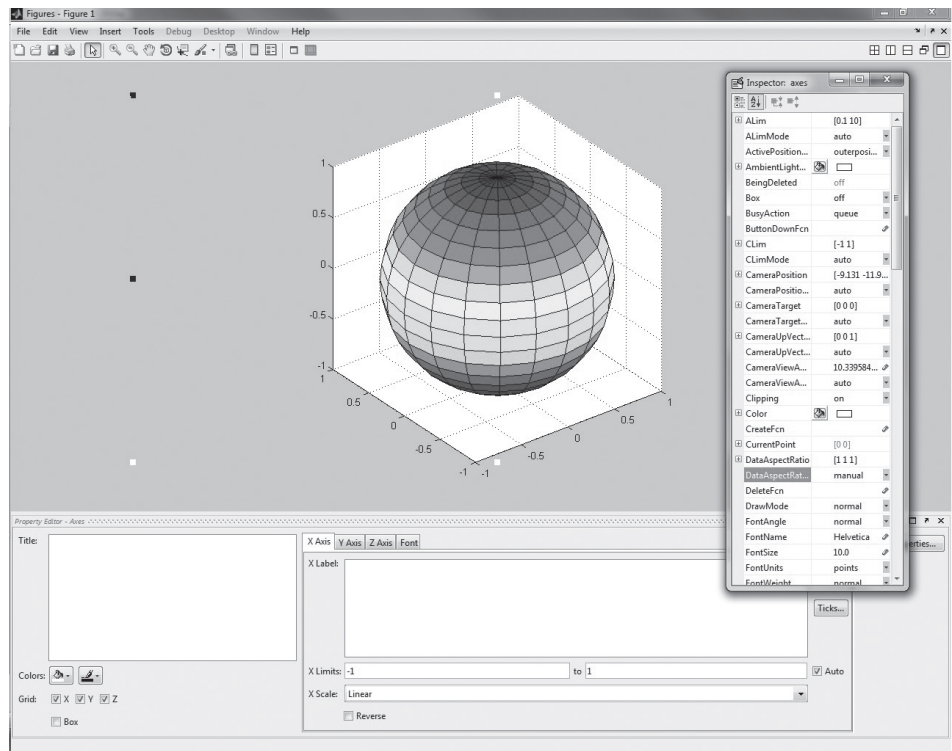 Figures - Figure 1
File Edit View Insert Tools Debug Desktop Window Help
1
0.5
0
-0.5
-1
1
0.5
0
-0.5
-1
-1
-0.5
0
0.5
1
Inspector: axes
ALim [0.1 10]
ALimMode auto
ActivePosition... outerposi...
AmbientLight...
BeingDeleted off
Box off
BusyAction queue
ButtonDownFcn
CLim [-1 1]
CLimMode auto
CameraPosition [-9.131 -11.9...
CameraPositio... auto
CameraTarget [0 0 0]
CameraTarget... auto
CameraUpVect... [0 0 1]
CameraUpVect... auto
CameraViewA... 10.339584...
CameraViewA... auto
Clipping on
Color
CreateFcn
CurrentPoint [0 0]
DataAspectRatio [1 1 1]
DataAspectRat... manual
DeleteFcn
DrawMode normal
FontAngle normal
FontName Helvetica
FontSize 10.0
FontUnits points
FontWeight normal
Property Editor - Axes
Title:
X Axis Y Axis Z Axis Font
erties...
X Label:
Ticks...
Colors:
X Limits: -1 to 1 Auto
Grid: X Y Z
X Scale: Linear
Box
Reverse